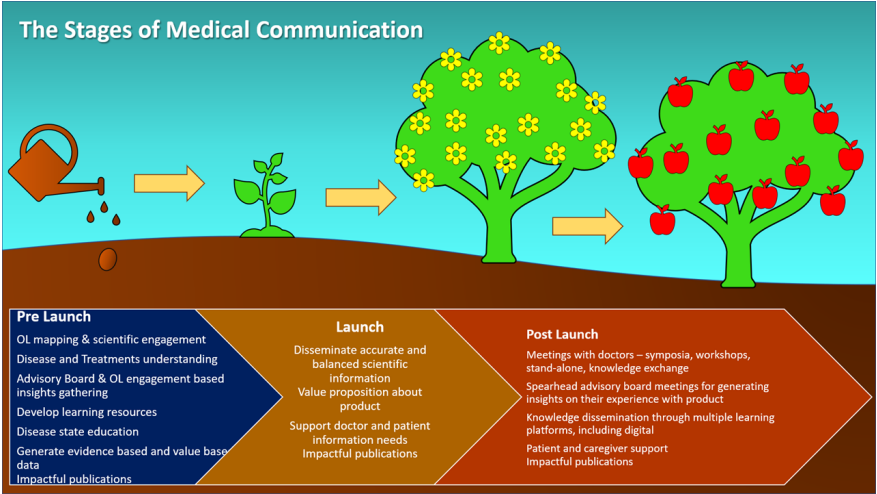 The Stages of Medical Communication
Pre Launch
OL mapping & scientific engagement
Disease and Treatments understanding
Advisory Board & OL engagement based
insights gathering
Develop learning resources
Disease state education
Generate evidence based and value base
data
Impactful publications
Launch
Disseminate accurate and
balanced scientific
information
Value proposition about
product
Support doctor and patient
information needs
Impactful publications
Post Launch
Meetings with doctors – symposia, workshops,
stand-alone, knowledge exchange
Spearhead advisory board meetings for generating
insights on their experience with product
Knowledge dissemination through multiple learning
platforms, including digital
Patient and caregiver support
Impactful publications